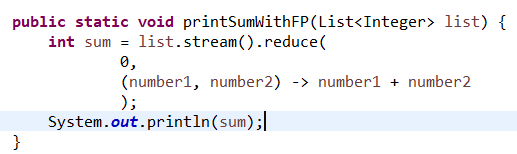 public static void printSumWithFP(List<Integer> list) {
    int sum = list.stream().reduce(
            0,
            (number1, number2) -> number1 + number2
            );
    System.out.println(sum);
}